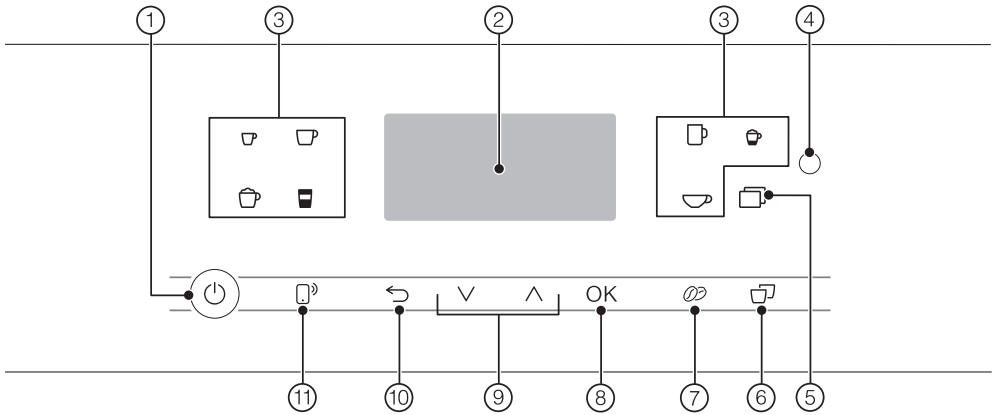 ① ③ ② ③ ④
OK
⑪ ⑩ ⑨ ⑧ ⑦ ⑥ ⑤